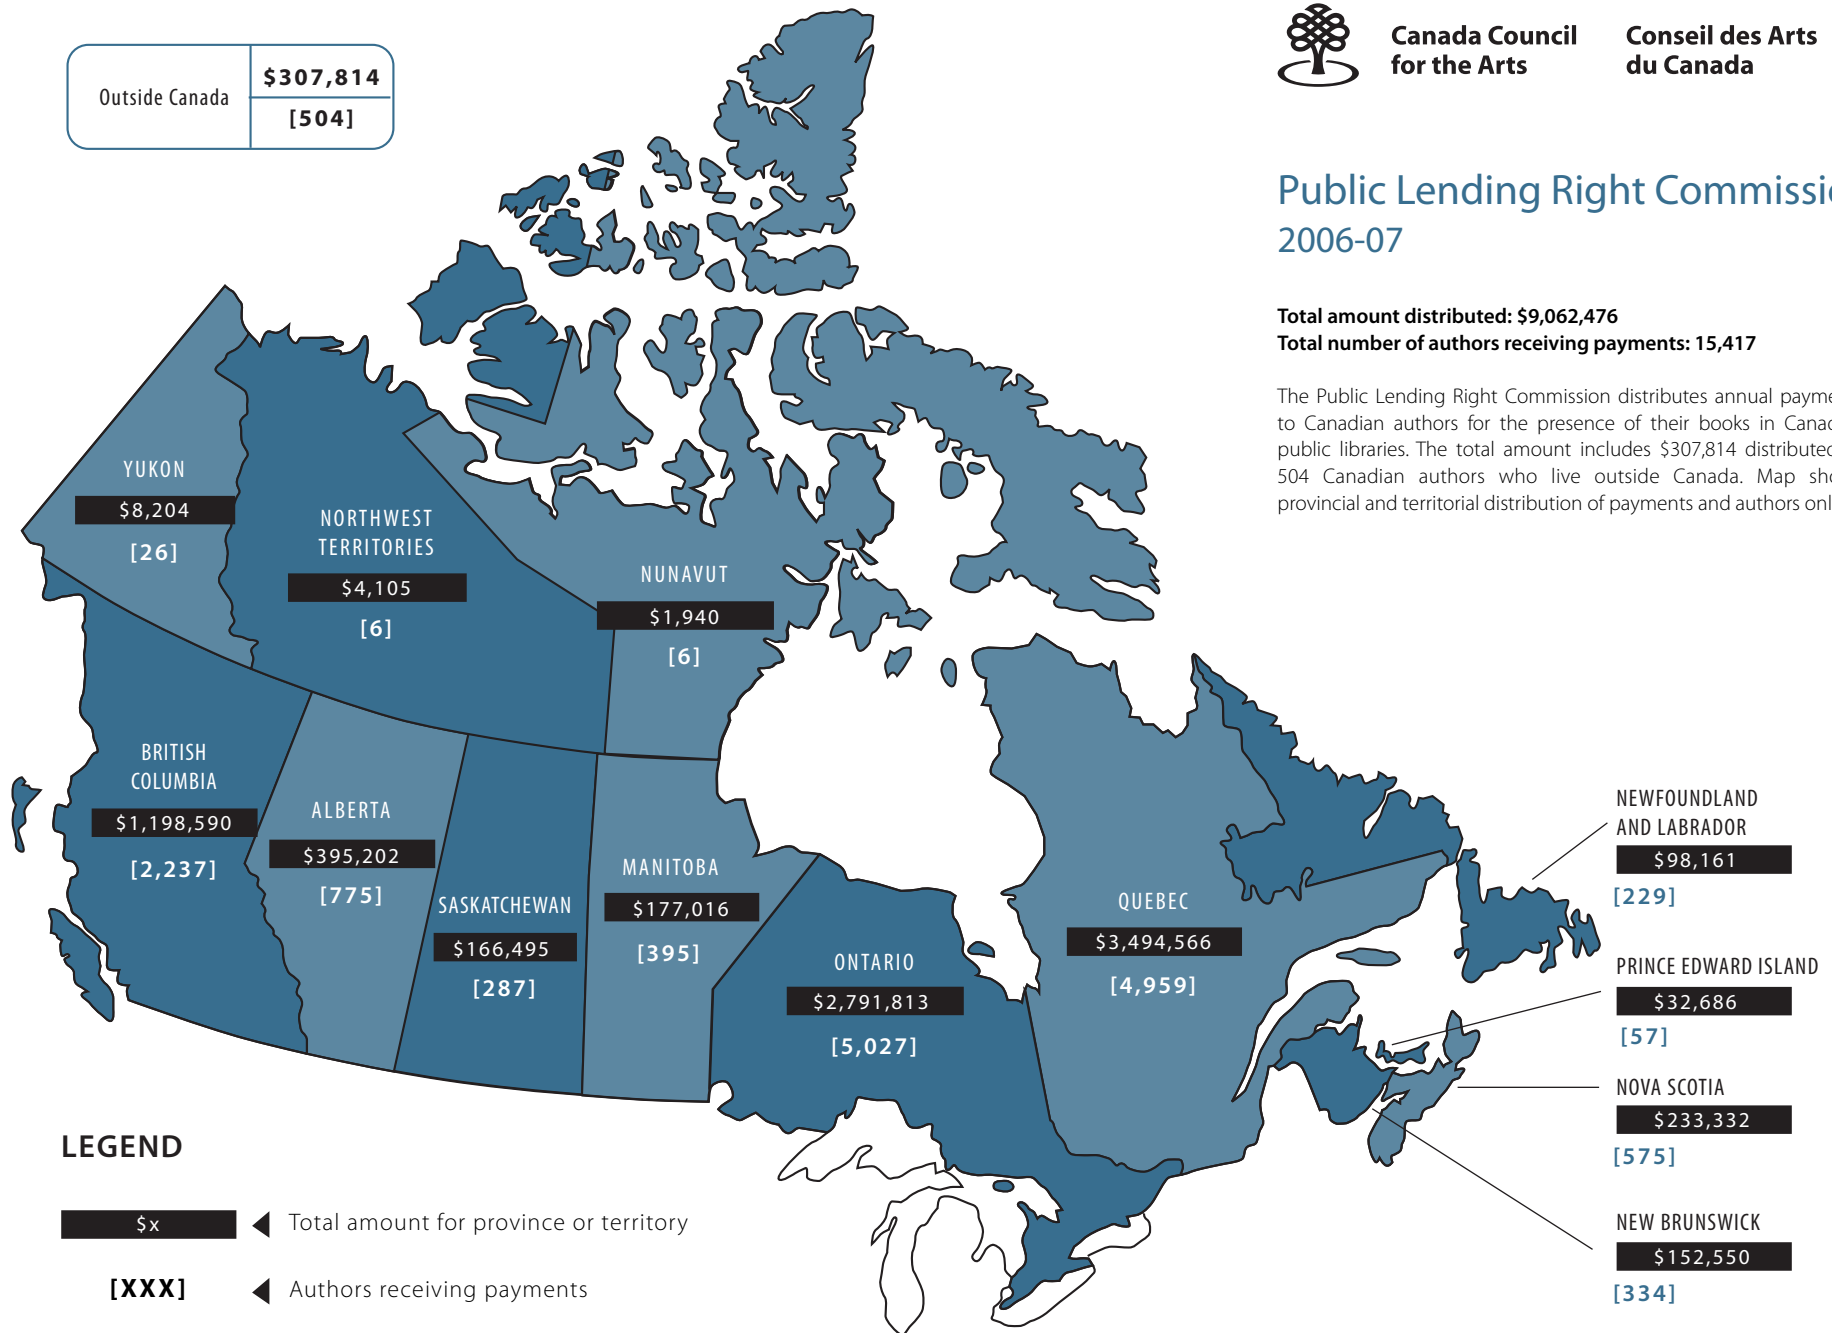 Outside Canada
$307,814
[504]
Canada Council
for the Arts
Conseil des Arts
du Canada
Public Lending Right
2006-07
Total amount distributed: $9,062,476
Total number of authors receiving payments: 15,417
The Public Lending Right Commission distributes annual
to Canadian authors for the presence of their books in
public libraries. The total amount includes $307,814
504 Canadian authors who live outside Canada. Map
provincial and territorial distribution of payments and authors
YUKON
$8,204
[26]
NORTHWEST
TERRITORIES
$4,105
[6]
NUNAVUT
$1,940
[6]
BRITISH
COLUMBIA
$1,198,590
[2,237]
ALBERTA
$395,202
[775]
SASKATCHEWAN
$166,495
[287]
MANITOBA
$177,016
[395]
ONTARIO
$2,791,813
[5,027]
QUEBEC
$3,494,566
[4,959]
NEWFOUNDLAND
AND LABRADOR
$98,161
[229]
PRINCE EDWARD ISLAND
$32,686
[57]
NOVA SCOTIA
$233,332
[575]
NEW BRUNSWICK
$152,550
[334]
LEGEND
$x
Total amount for province or territory
[XXX]
Authors receiving payments